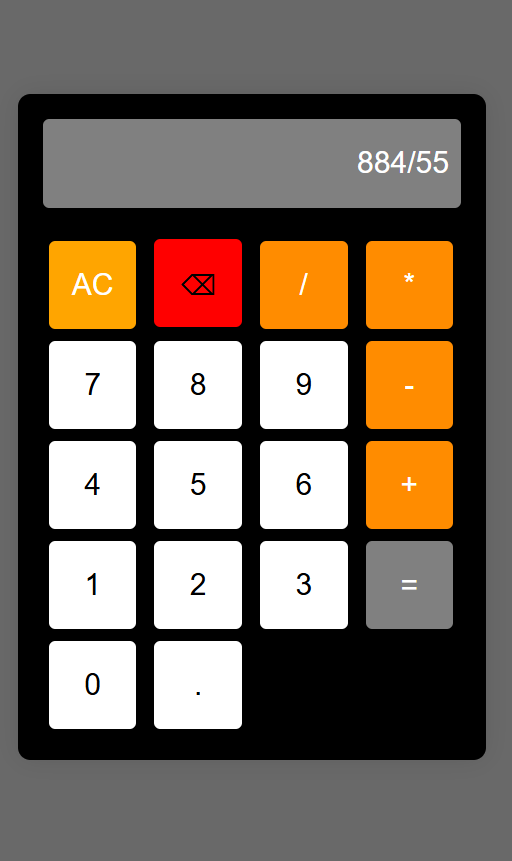 884/55
AC ⌫ / *
7 8 9 -
4 5 6 +
1 2 3 =
0 .